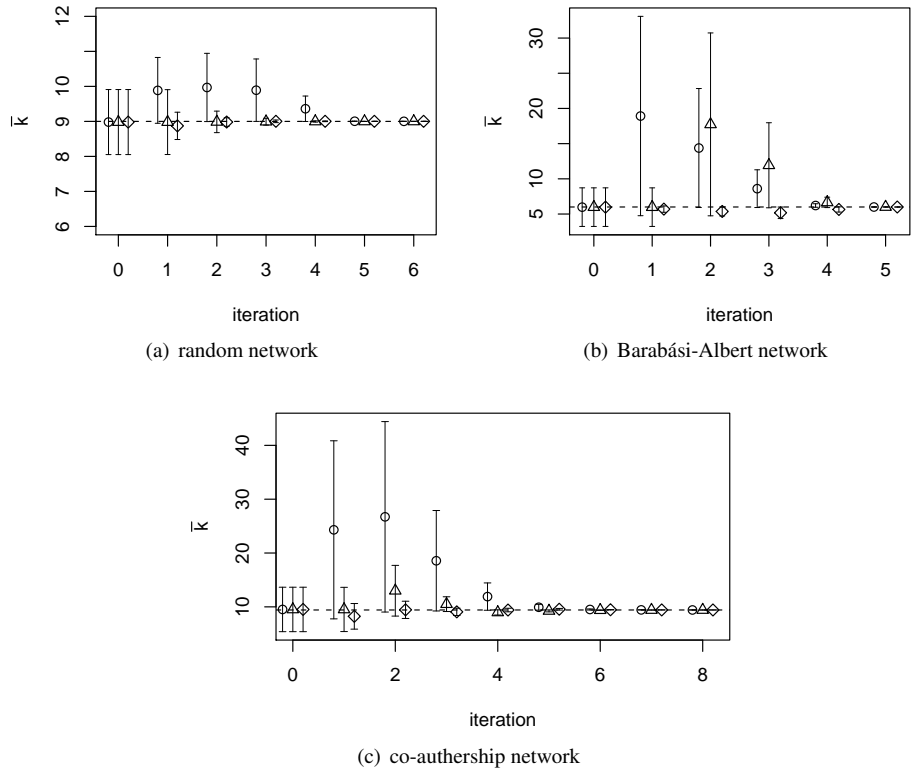 12
10
9
8
7
6
k
0 1 2 3 4 5 6
iteration
(a) random network
30
20
10
5
k
0 1 2 3 4 5
iteration
(b) Barabási-Albert network
40
30
20
10
k
0 2 4 6 8
iteration
(c) co-authership network